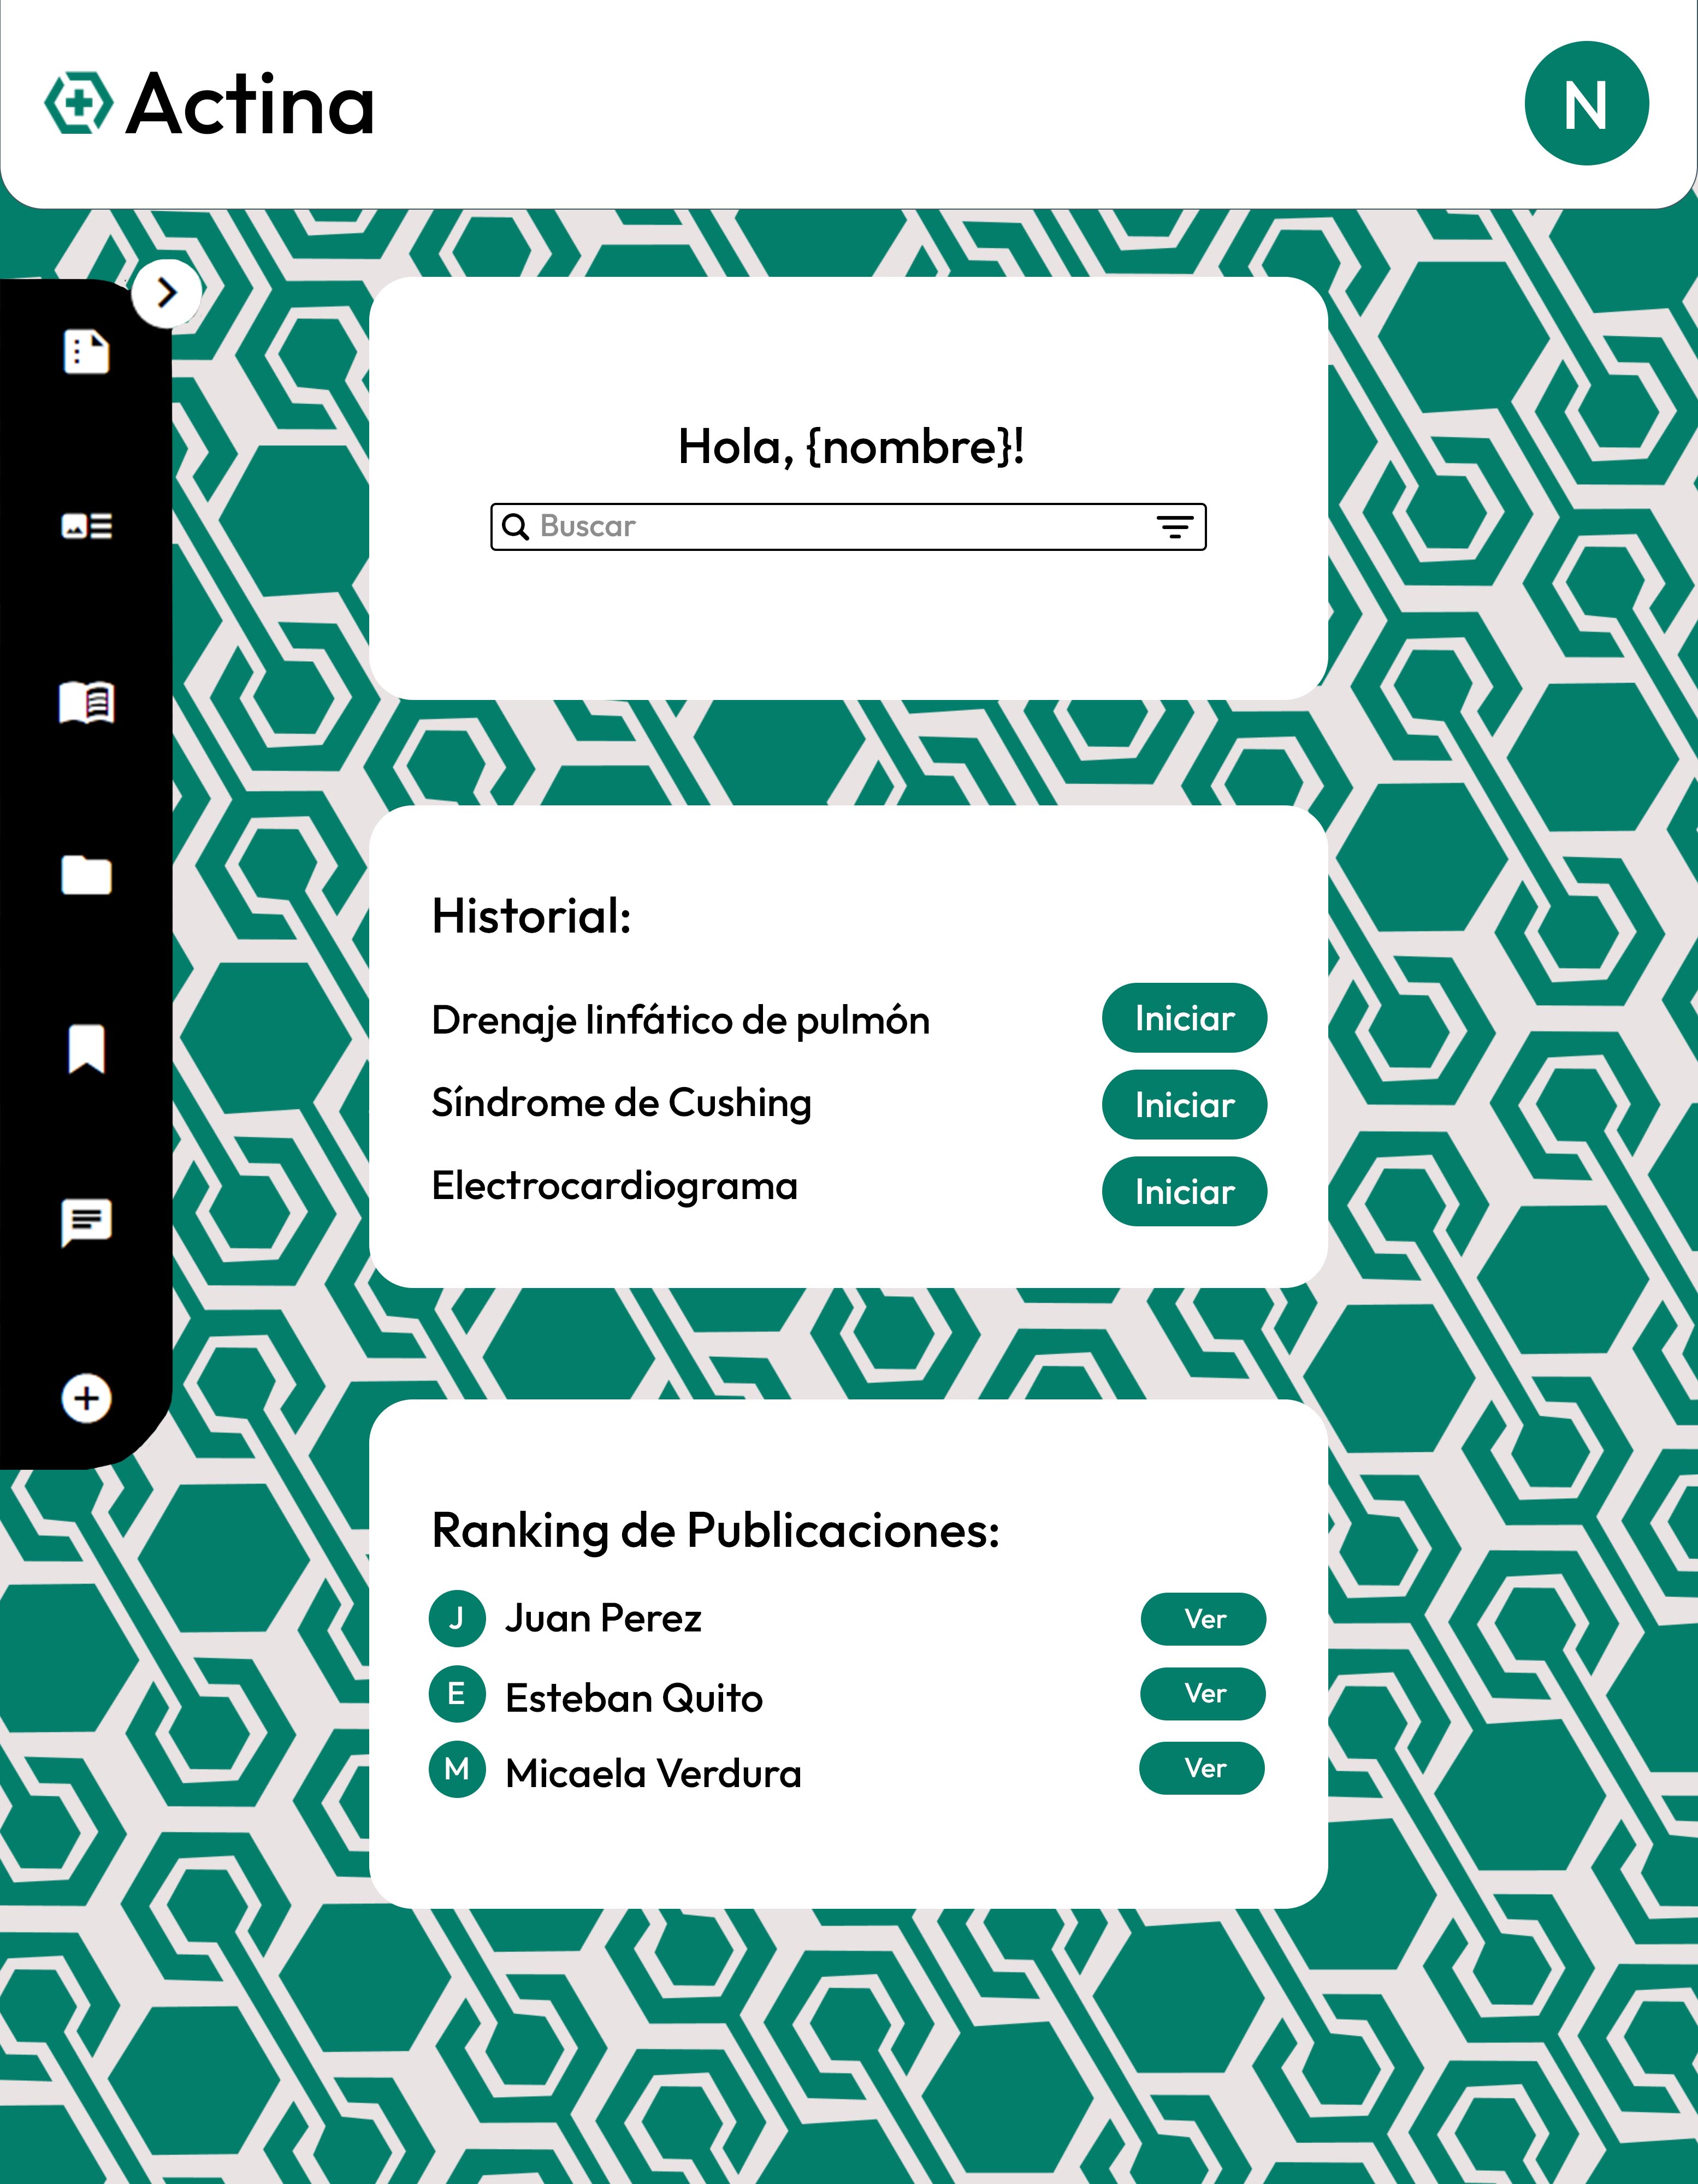 Actina
N
Hola, {nombre}!
Buscar
Historial:
Drenaje linfático de pulmón
Iniciar
Síndrome de Cushing
Iniciar
Electrocardiograma
Iniciar
Ranking de Publicaciones:
J Juan Perez
Ver
E Esteban Quito
Ver
M Micaela Verdura
Ver